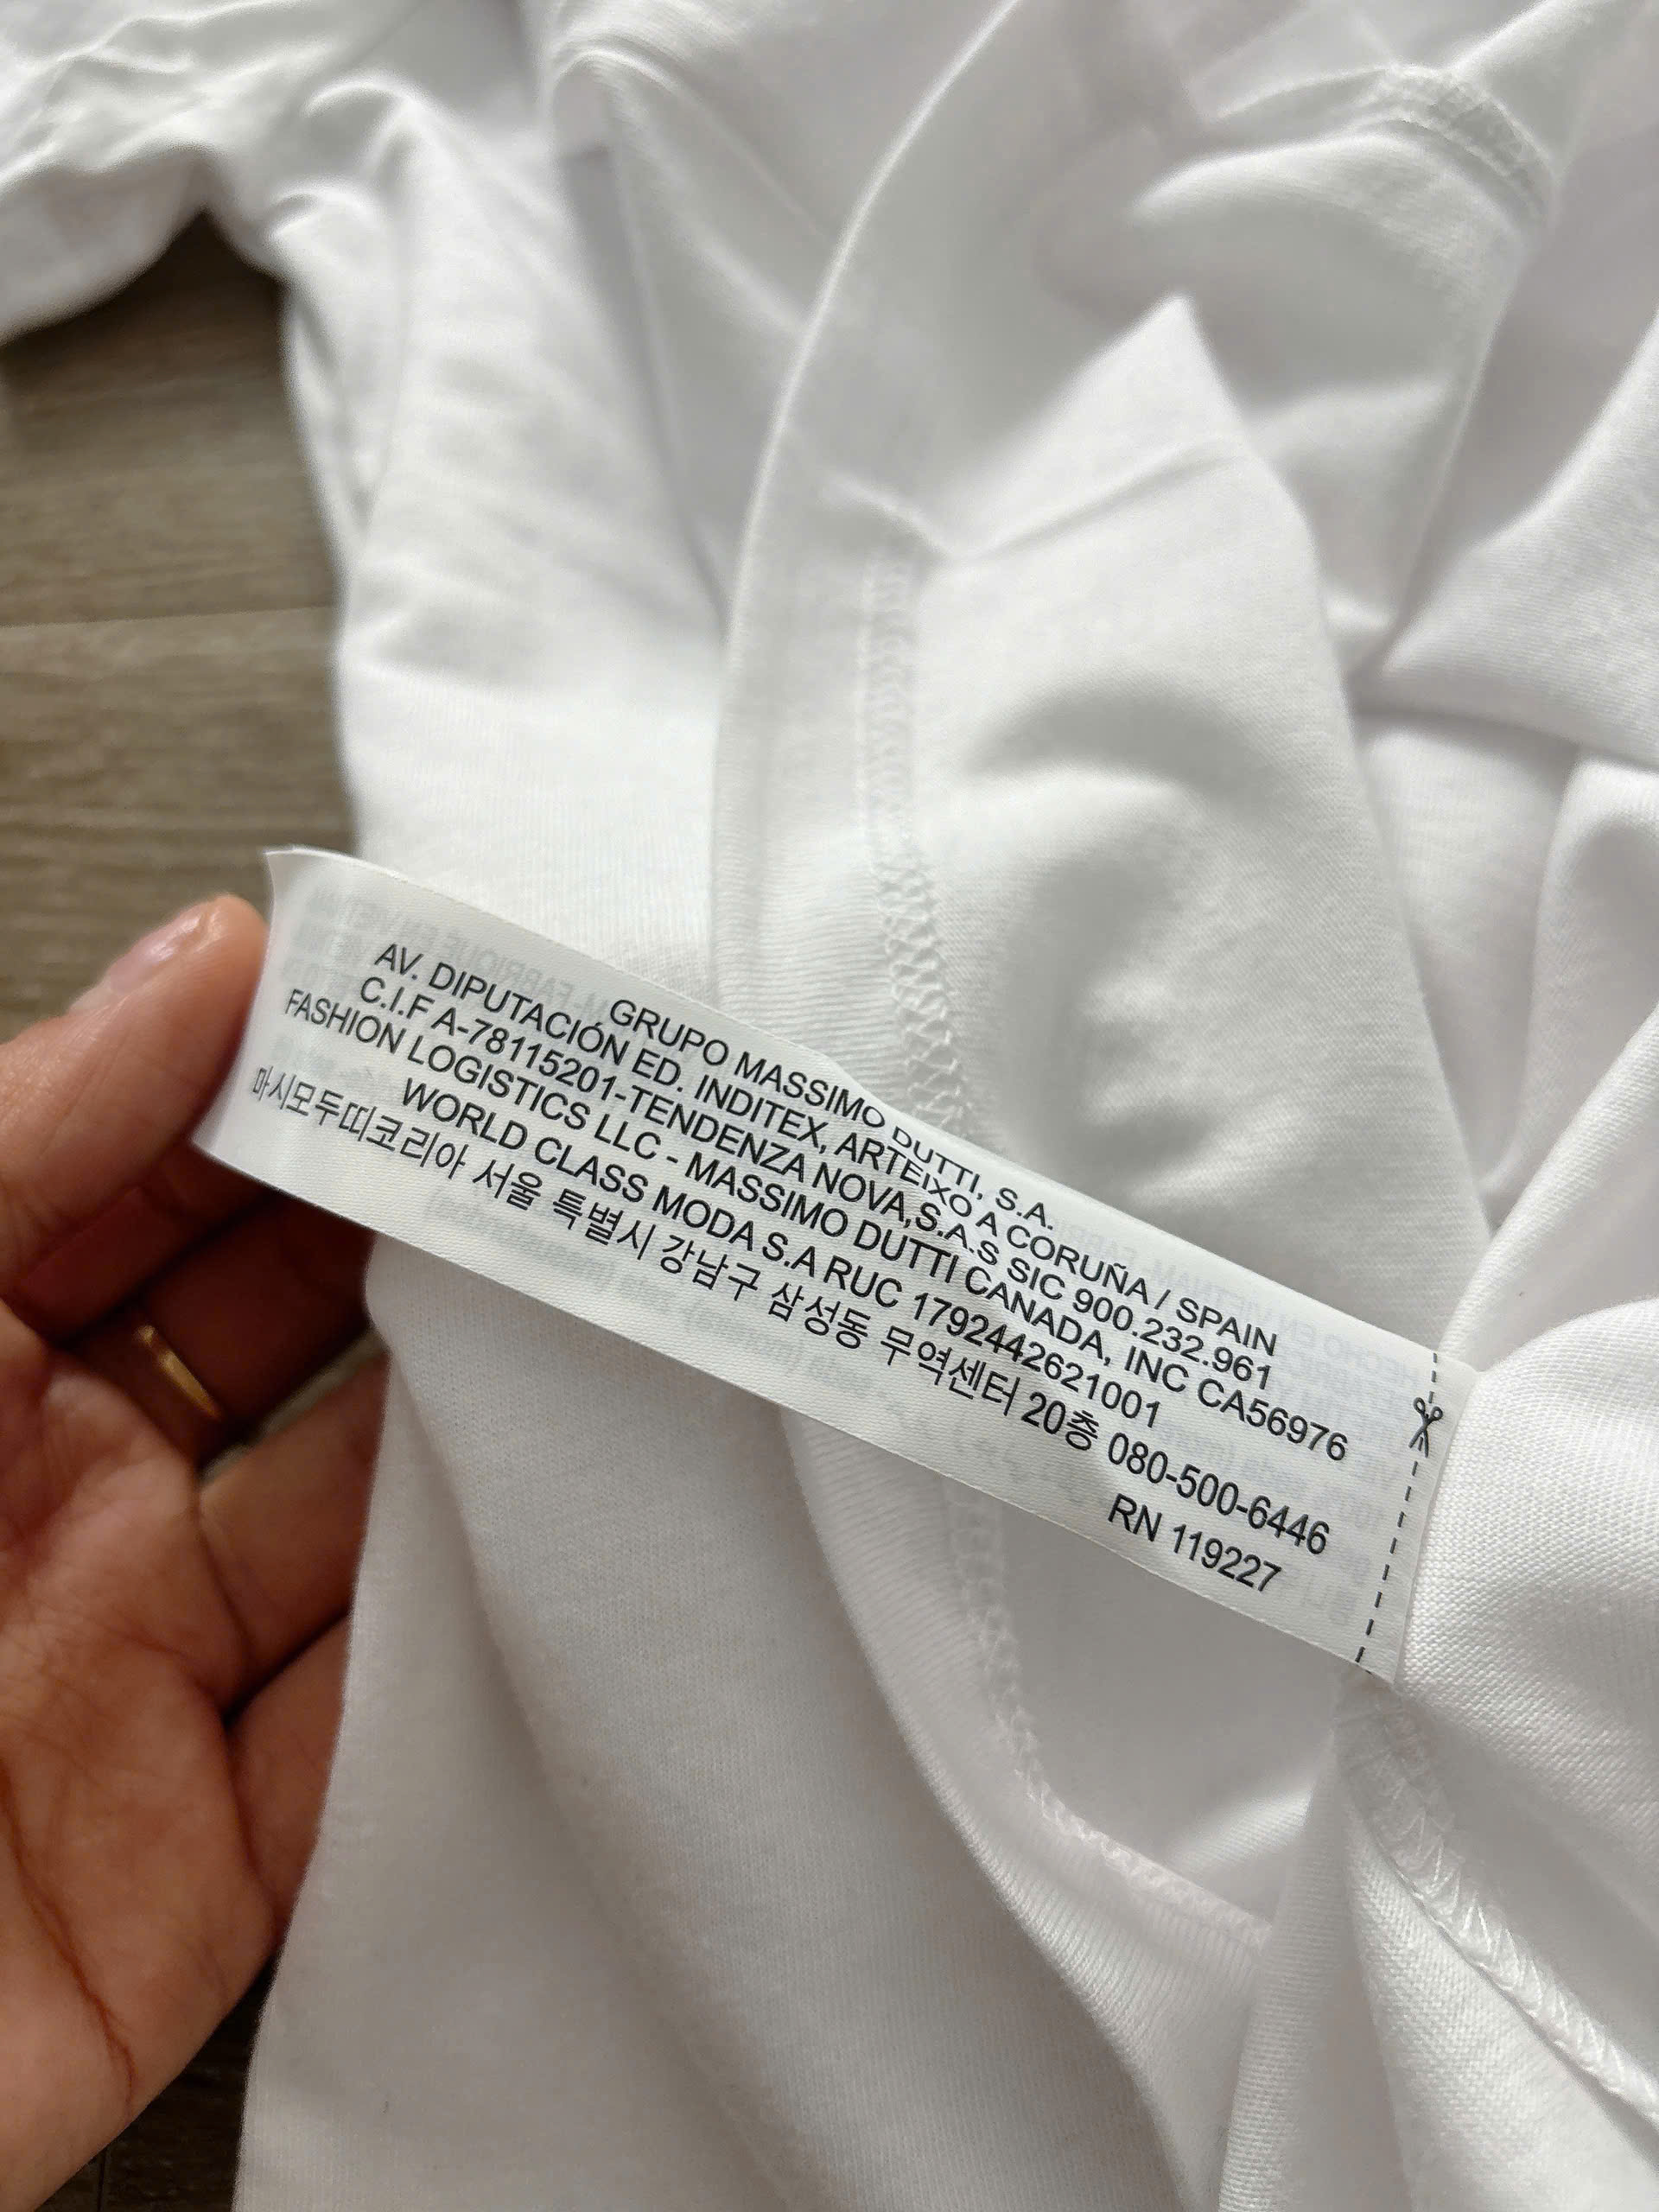 GRUPO MASSIMO DUTTI, S.A.
AV. DIPUTACIÓN ED. INDITEX, ARTEIXO A CORUÑA / SPAIN
C.I.F A-78115201-TENDENZA NOVA,S.A.S SIC 900.232.961
FASHION LOGISTICS LLC - MASSIMO DUTTI CANADA, INC CA56976
WORLD CLASS MODA S.A RUC 1792442621001
마시모두띠코리아 서울 특별시 강남구 삼성동 무역센터 20층 080-500-6446
RN 119227